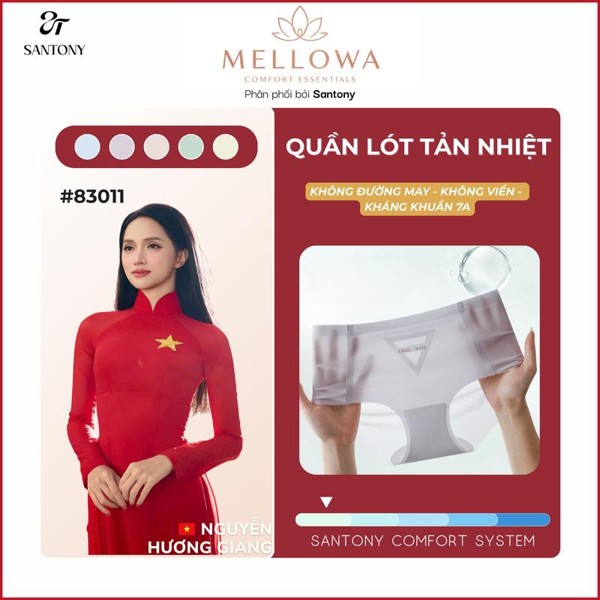 SANTONY
MELLOWA
COMFORT ESSENTIALS
Phân phối bởi Santony
#83011
QUẦN LÓT TẢN NHIỆT
KHÔNG ĐƯỜNG MAY - KHÔNG VIỀN -
KHÁNG KHUẨN 7A
NGUYỄN
HƯƠNG GIANG
SANTONY COMFORT SYSTEM